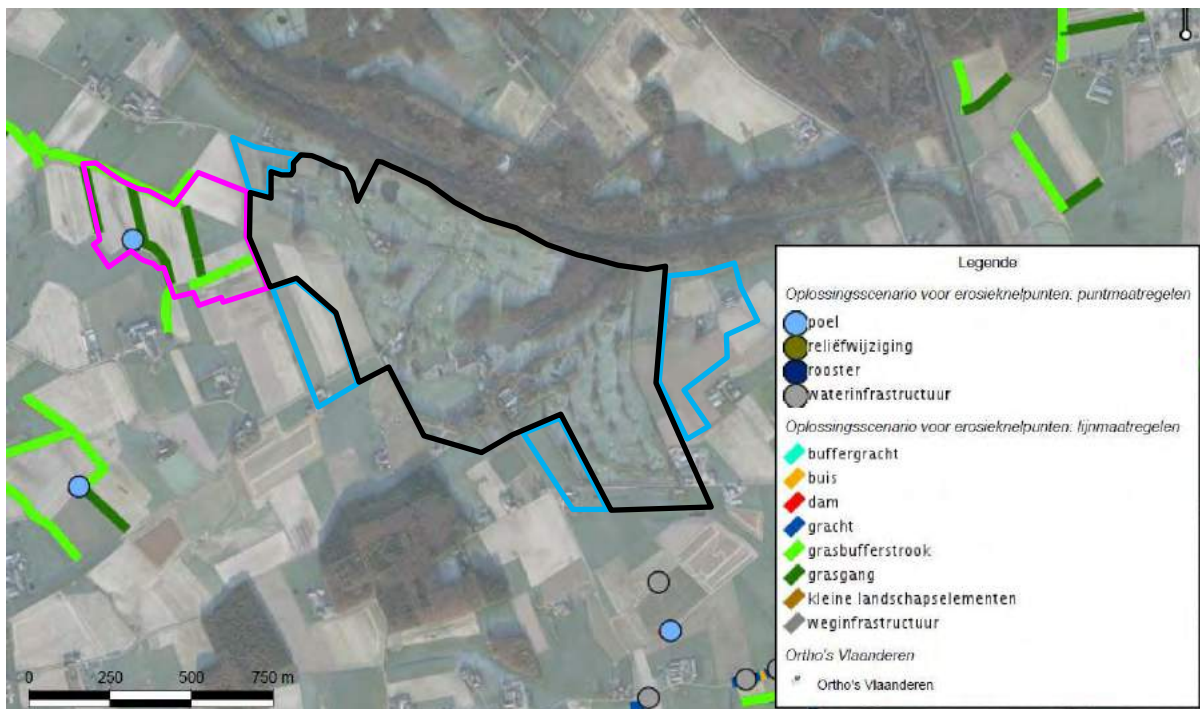 Legende
Oplossingsscenario voor erosieknelpunten: puntmaatregelen
poel
reliëfwijziging
rooster
waterinfrastructuur
Oplossingsscenario voor erosieknelpunten: lijnmaatregelen
buffergracht
buis
dam
gracht
grasbufferstrook
grasgang
kleine landschapselementen
weginfrastructuur
Ortho's Vlaanderen
Ortho's Vlaanderen
0 250 500 750 m